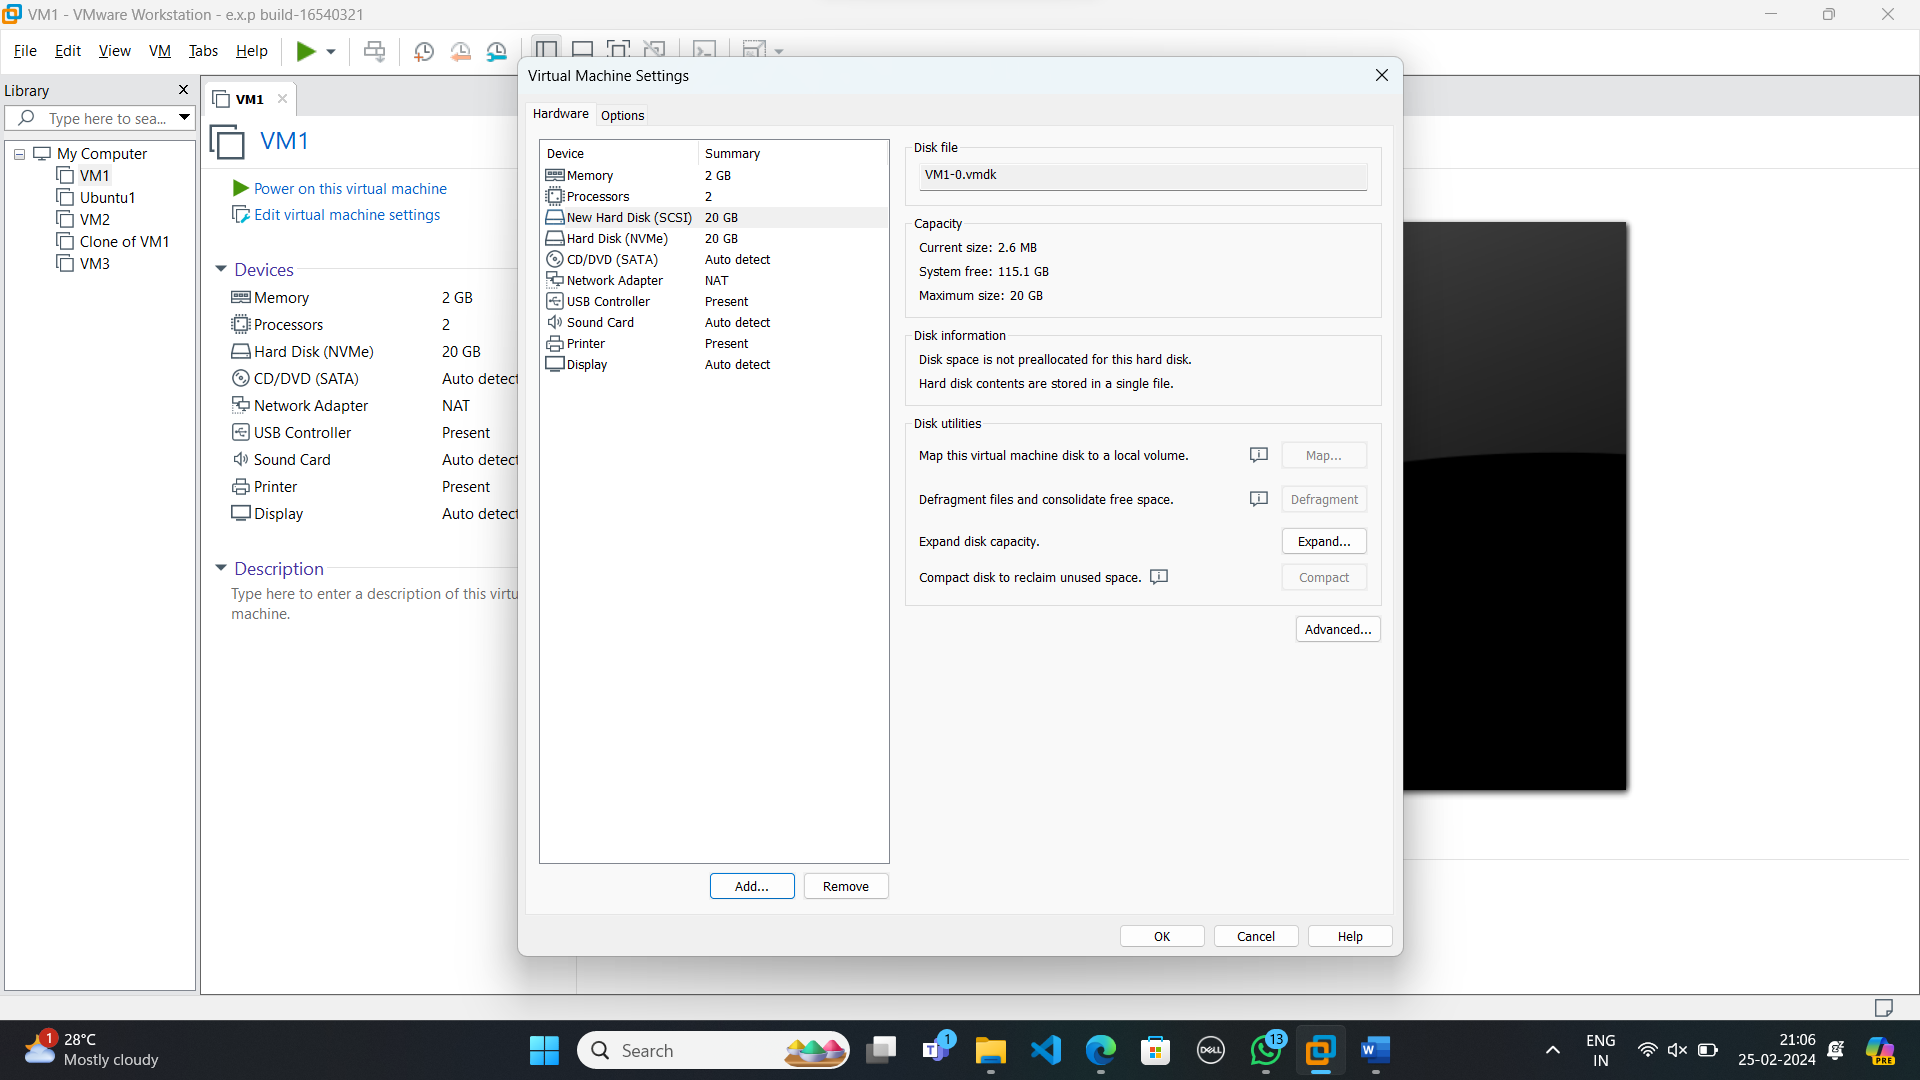 VM1 - VMware Workstation - e.x.p build-16540321
File Edit View VM Tabs Help
Library
Type here to sea...
My Computer
VM1
Ubuntu1
VM2
Clone of VM1
VM3
VM1
VM1
Power on this virtual machine
Edit virtual machine settings
Devices
Memory 2 GB
Processors 2
Hard Disk (NVMe) 20 GB
CD/DVD (SATA) Auto detect
Network Adapter NAT
USB Controller Present
Sound Card Auto detect
Printer Present
Display Auto detect
Description
Type here to enter a description of this virtu
machine.
Virtual Machine Settings
Hardware Options
Device Summary
Memory 2 GB
Processors 2
New Hard Disk (SCSI) 20 GB
Hard Disk (NVMe) 20 GB
CD/DVD (SATA) Auto detect
Network Adapter NAT
USB Controller Present
Sound Card Auto detect
Printer Present
Display Auto detect
Add... Remove
Disk file
VM1-0.vmdk
Capacity
Current size: 2.6 MB
System free: 115.1 GB
Maximum size: 20 GB
Disk information
Disk space is not preallocated for this hard disk.
Hard disk contents are stored in a single file.
Disk utilities
Map this virtual machine disk to a local volume. Map...
Defragment files and consolidate free space. Defragment
Expand disk capacity. Expand...
Compact disk to reclaim unused space. Compact
Advanced...
OK Cancel Help
1
28°C
Mostly cloudy
Search
T
1
DELL
13
W
ENG
IN
21:06
25-02-2024
PRE